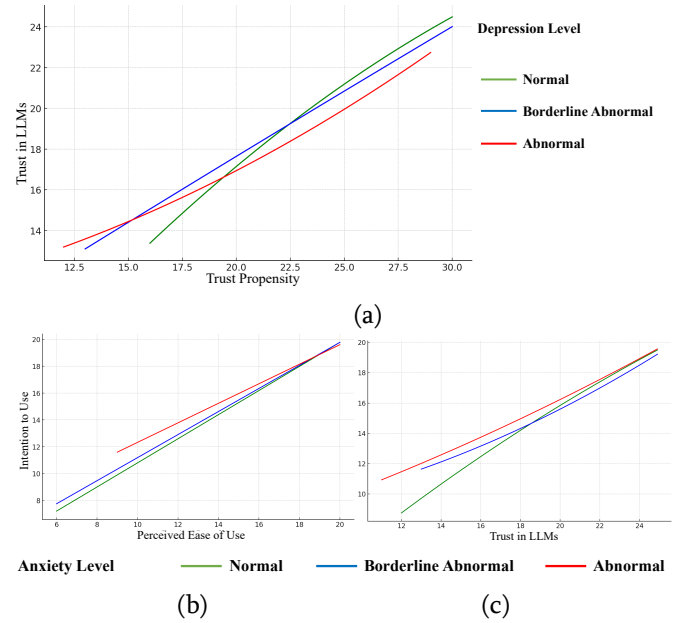 24
22
20
18
16
14
Trust in LLMs
12.5 15.0 17.5 20.0 22.5 25.0 27.5 30.0
Trust Propensity
Depression Level
Normal
Borderline Abnormal
Abnormal
(a)
20
18
16
14
12
10
8
Intention to Use
6 8 10 12 14 16 18 20
Perceived Ease of Use
20
18
16
14
12
10
12 14 16 18 20 22 24
Trust in LLMs
Anxiety Level Normal Borderline Abnormal Abnormal
(b) (c)